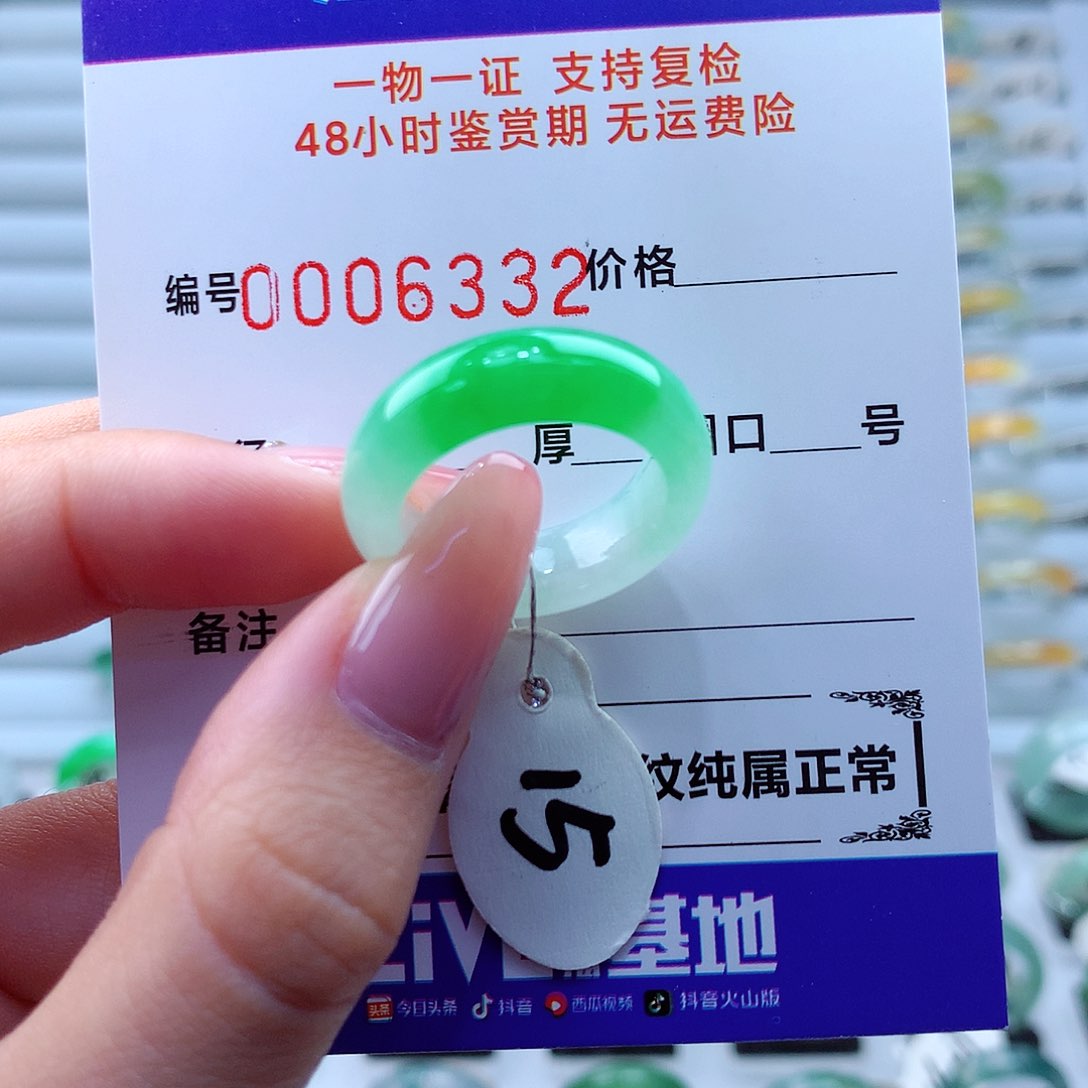 一物一证 支持复检
48小时鉴赏期 无运费险
编号0006332价格
厚 口 号
备注
15
纹纯属正常
基地
今日头条 抖音 西瓜视频 抖音火山版